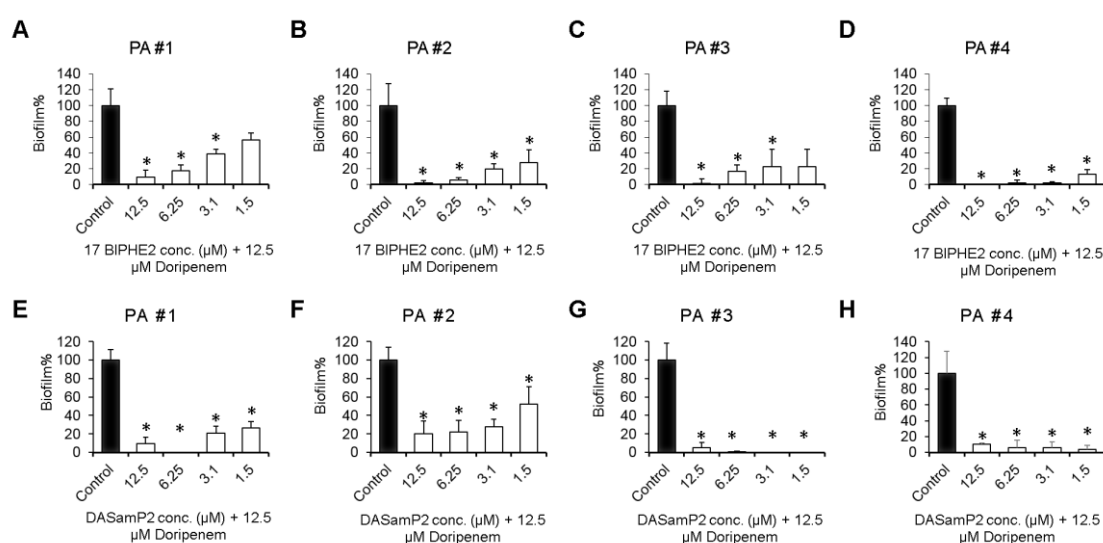 A
PA #1
Biofilm%
140
120
100
80
60
40
20
0
* * *
Control 12.5 6.25 3.1 1.5
17 BIPHE2 conc. (µM) + 12.5
µM Doripenem
B
PA #2
Biofilm%
140
120
100
80
60
40
20
0
* * * *
Control 12.5 6.25 3.1 1.5
17 BIPHE2 conc. (µM) + 12.5
µM Doripenem
C
PA #3
Biofilm%
140
120
100
80
60
40
20
0
* * *
Control 12.5 6.25 3.1 1.5
17 BIPHE2 conc. (µM) + 12.5
µM Doripenem
D
PA #4
Biofilm%
140
120
100
80
60
40
20
0
* * * *
Control 12.5 6.25 3.1 1.5
17 BIPHE2 conc. (µM) + 12.5
µM Doripenem
E
PA #1
Biofilm%
120
100
80
60
40
20
0
* * * *
Control 12.5 6.25 3.1 1.5
DASamP2 conc. (µM) + 12.5
µM Doripenem
F
PA #2
Biofilm%
120
100
80
60
40
20
0
* * * *
Control 12.5 6.25 3.1 1.5
DASamP2 conc. (µM) + 12.5
µM Doripenem
G
PA #3
Biofilm%
120
100
80
60
40
20
0
* * * *
Control 12.5 6.25 3.1 1.5
DASamP2 conc. (µM) + 12.5
µM Doripenem
H
PA #4
Biofilm%
140
120
100
80
60
40
20
0
* * * *
Control 12.5 6.25 3.1 1.5
DASamP2 conc. (µM) + 12.5
µM Doripenem